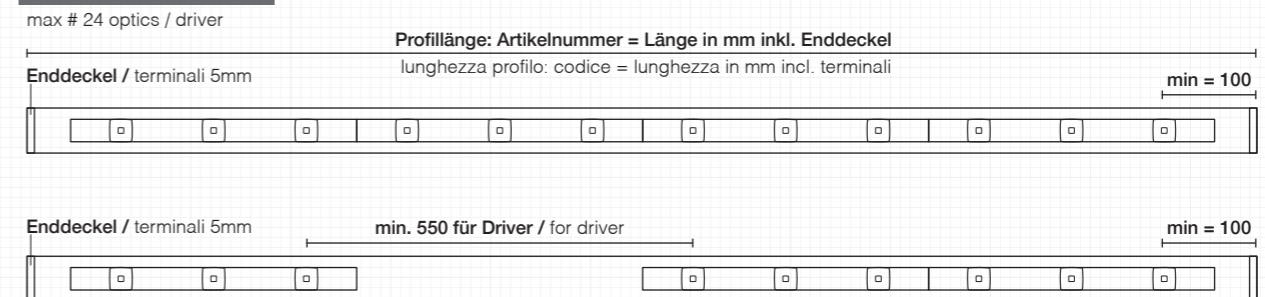 max # 24 optics / driver
Profillänge: Artikelnummer = Länge in mm inkl. Enddeckel
lunghezza profilo: codice = lunghezza in mm incl. terminali
Enddeckel / terminali 5mm
min = 100
Enddeckel / terminali 5mm
min. 550 für Driver / for driver
min = 100